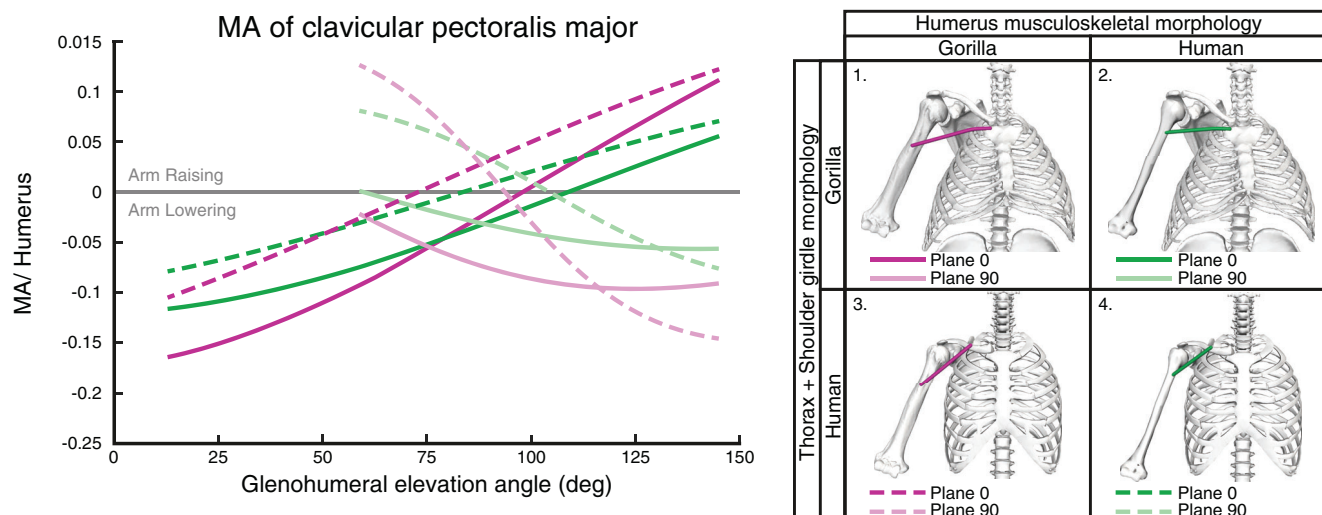 MA of clavicular pectoralis major
0.015
0.1
0.05
0
-0.05
-0.1
-0.15
-0.2
-0.25
MA/ Humerus
Arm Raising
Arm Lowering
0
25
50
75
100
125
150
Glenohumeral elevation angle (deg)
Humerus musculoskeletal morphology
Gorilla
Human
Thorax + Shoulder girdle morphology
Gorilla
Human
1.
Plane 0
Plane 90
2.
Plane 0
Plane 90
3.
Plane 0
Plane 90
4.
Plane 0
Plane 90